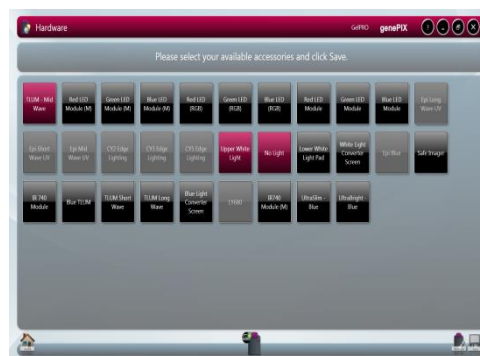 Hardware
GelPRO genePIX
Please select your available accessories and click Save.
TLUM - Mid Wave
Red LED Module (M)
Green LED Module (M)
Blue LED Module (M)
Red LED (RGB)
Green LED (RGB)
Blue LED (RGB)
Red LED Module
Green LED Module
Blue LED Module
Epi Long Wave UV
Epi Short Wave UV
Epi Mid Wave UV
CY2 Edge Lighting
CY3 Edge Lighting
CY5 Edge Lighting
Upper White Light
No Light
Lower White Light Pad
White Light Converter Screen
Epi Blue
Safe Imager
IR 740 Module
Blue TLUM
TLUM Short Wave
TLUM Long Wave
Blue Light Converter Screen
IR740 Module (M)
UltraSlim - Blue
UltraBright - Blue